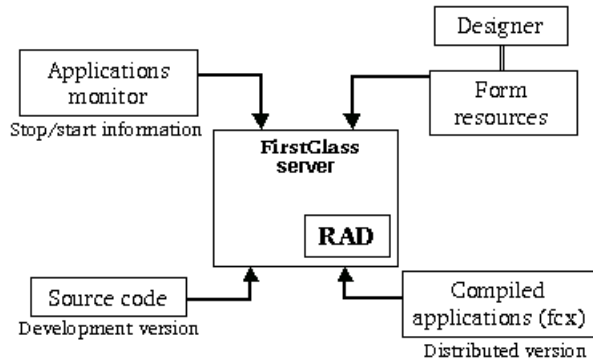 Designer
Applications
monitor
Stop/start information
Form
resources
FirstClass
server
RAD
Source code
Development version
Compiled
applications (fcx)
Distributed version